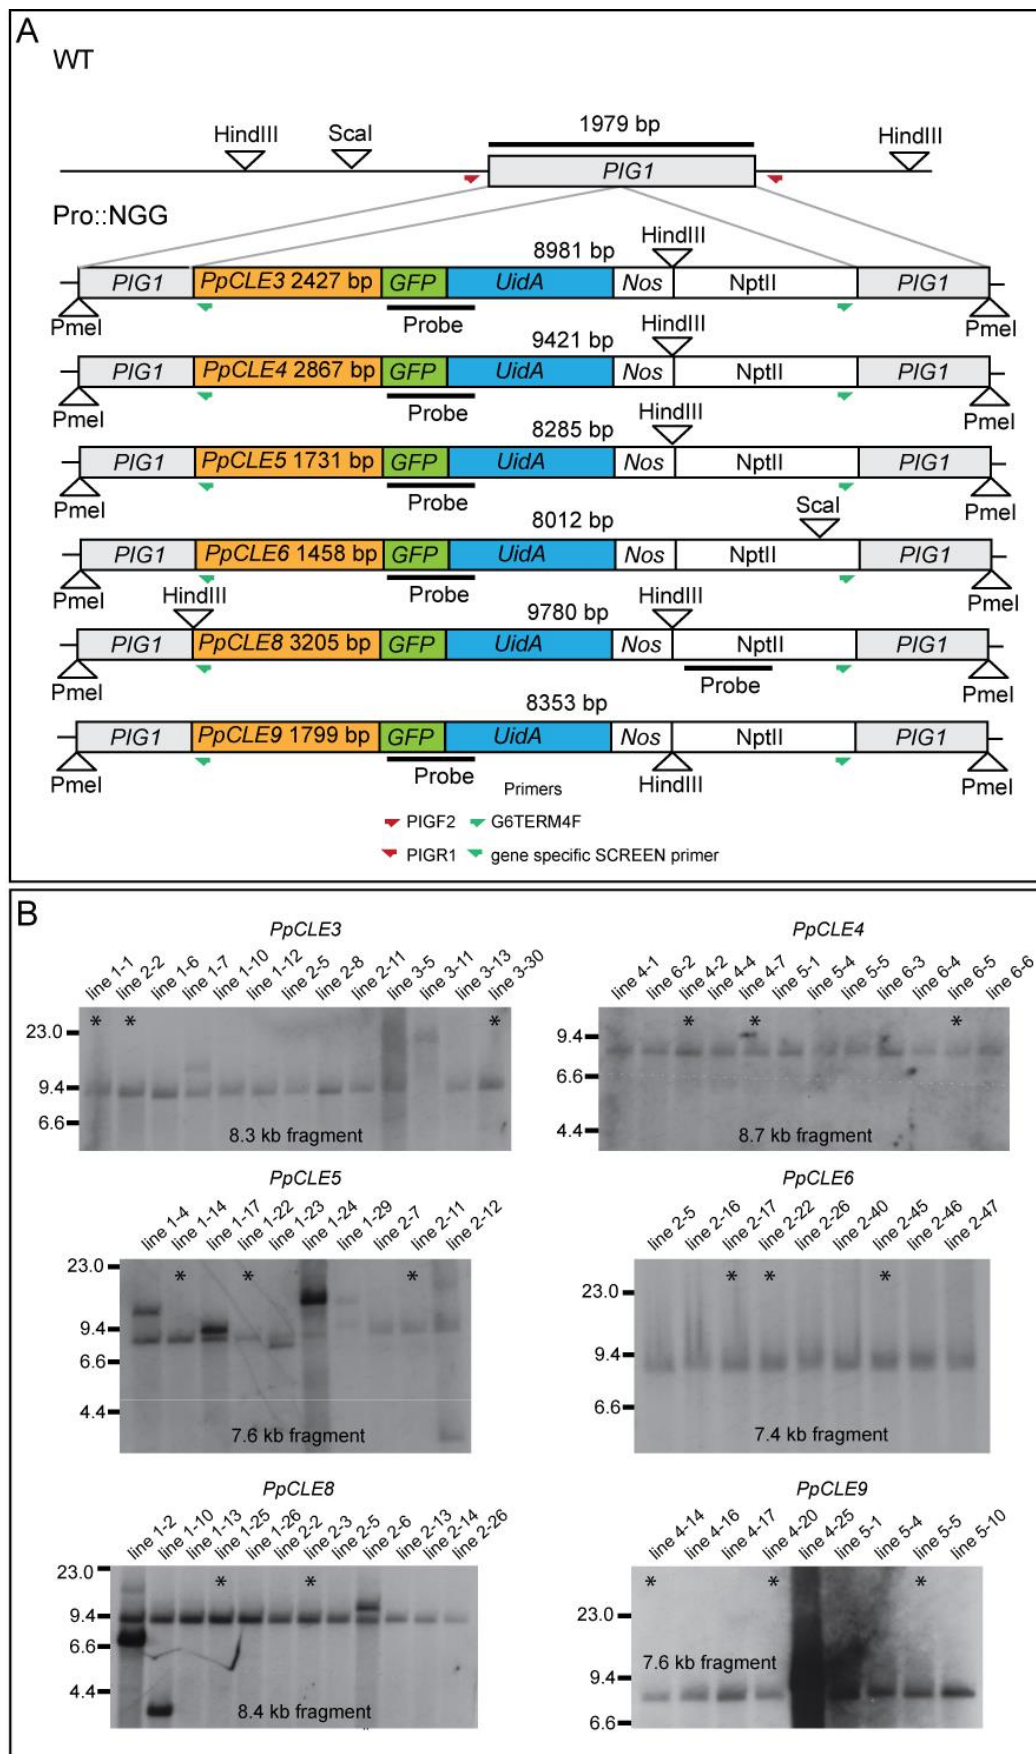 A
WT
HindIII
ScaI
1979 bp
HindIII
PIG1
Pro::NGG
8981 bp
HindIII
PIG1 PpCLE3 2427 bp GFP UidA Nos NptII PIG1
PmeI Probe PmeI
9421 bp
HindIII
PIG1 PpCLE4 2867 bp GFP UidA Nos NptII PIG1
PmeI Probe PmeI
8285 bp
HindIII
PIG1 PpCLE5 1731 bp GFP UidA Nos NptII PIG1
PmeI Probe PmeI
8012 bp
ScaI
PIG1 PpCLE6 1458 bp GFP UidA Nos NptII PIG1
PmeI Probe PmeI
HindIII
9780 bp
HindIII
PIG1 PpCLE8 3205 bp GFP UidA Nos NptII PIG1
PmeI Probe PmeI
8353 bp
PIG1 PpCLE9 1799 bp GFP UidA Nos NptII PIG1
PmeI Probe HindIII PmeI
Primers
PIGF2 G6TERM4F
PIGR1 gene specific SCREEN primer
B
PpCLE3
line 1-1 line 2-2 line 1-6 line 1-7 line 1-10 line 1-12 line 2-5 line 2-8 line 2-11 line 3-5 line 3-11 line 3-13 line 3-30
* * *
23.0
9.4
6.6
8.3 kb fragment
PpCLE4
line 4-1 line 6-2 line 4-2 line 4-4 line 4-7 line 5-1 line 5-4 line 5-5 line 6-3 line 6-4 line 6-5 line 6-6
* * *
9.4
6.6
4.4
8.7 kb fragment
PpCLE5
line 1-4 line 1-14 line 1-17 line 1-22 line 1-23 line 1-24 line 1-29 line 2-7 line 2-11 line 2-12
* * *
23.0
9.4
6.6
4.4
7.6 kb fragment
PpCLE6
line 2-5 line 2-16 line 2-17 line 2-22 line 2-26 line 2-40 line 2-45 line 2-46 line 2-47
* * *
23.0
9.4
6.6
7.4 kb fragment
PpCLE8
line 1-2 line 1-10 line 1-13 line 1-25 line 1-26 line 2-2 line 2-3 line 2-5 line 2-6 line 2-13 line 2-14 line 2-26
* *
23.0
9.4
6.6
4.4
8.4 kb fragment
PpCLE9
line 4-14 line 4-16 line 4-17 line 4-20 line 4-25 line 5-1 line 5-4 line 5-5 line 5-10
* * *
23.0
7.6 kb fragment
9.4
6.6